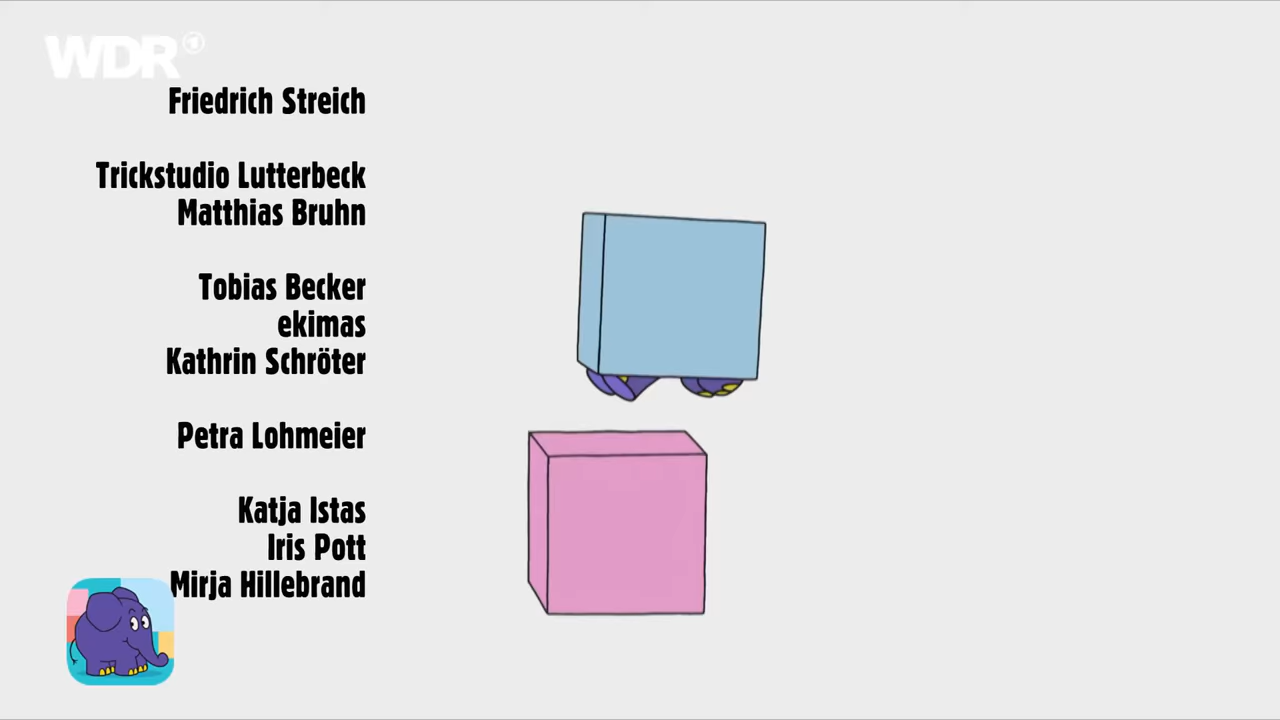 WDR
Friedrich Streich
Trickstudio Lutterbeck
Matthias Bruhn
Tobias Becker
ekimas
Kathrin Schröter
Petra Lohmeier
Katja Istas
Iris Pott
Mirja Hillebrand